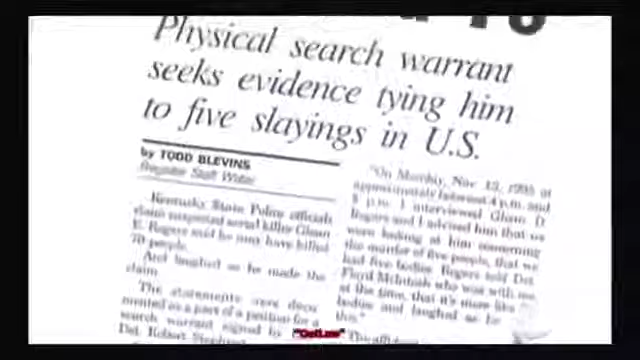 Physical search warrant
seeks evidence tying him
to five slayings in U.S.
by TODD BLEVINS
Register Staff Writer
Kentucky State Police officials
claim suspected serial killer Glenn
E. Rogers said he may have killed
70 people.
And laughed as he made the
claim.
The statements were
as a part of a petition for a
search warrant signed by
Det. Robert
"On Monday, Nov. 13, 1995 at
approximately between 4 p.m. and
8 p.m. I interviewed Glenn
Rogers and I advised him that we
were looking at him concerning
the murder of five people, that we
had five bodies. Rogers told Det.
Floyd McIntosh who was with me
at the time, that it's more like
bodies and laughed as he
"OutLaw"